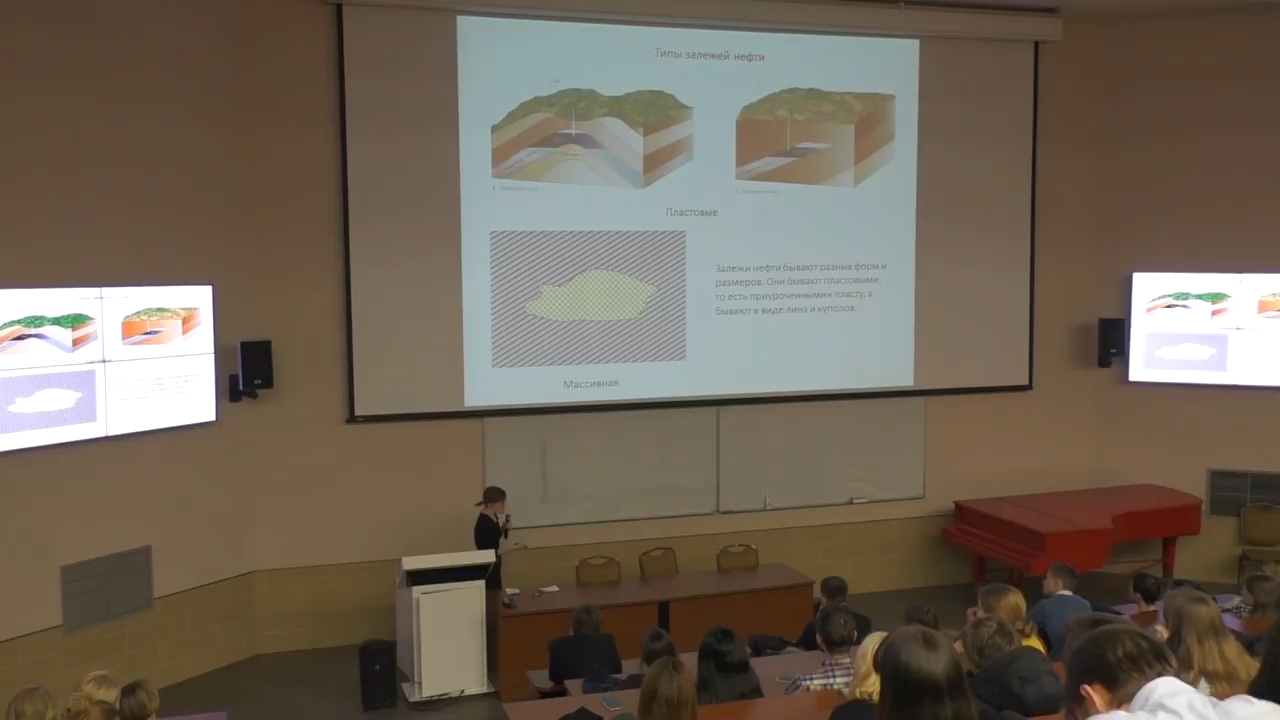 Типы залежей нефти
Пластовые
Залежи нефти бывают разных форм и
размеров. Они бывают пластовыми,
то есть приуроченными к пласту, а
бывают в виде линз и куполов.
Массивная